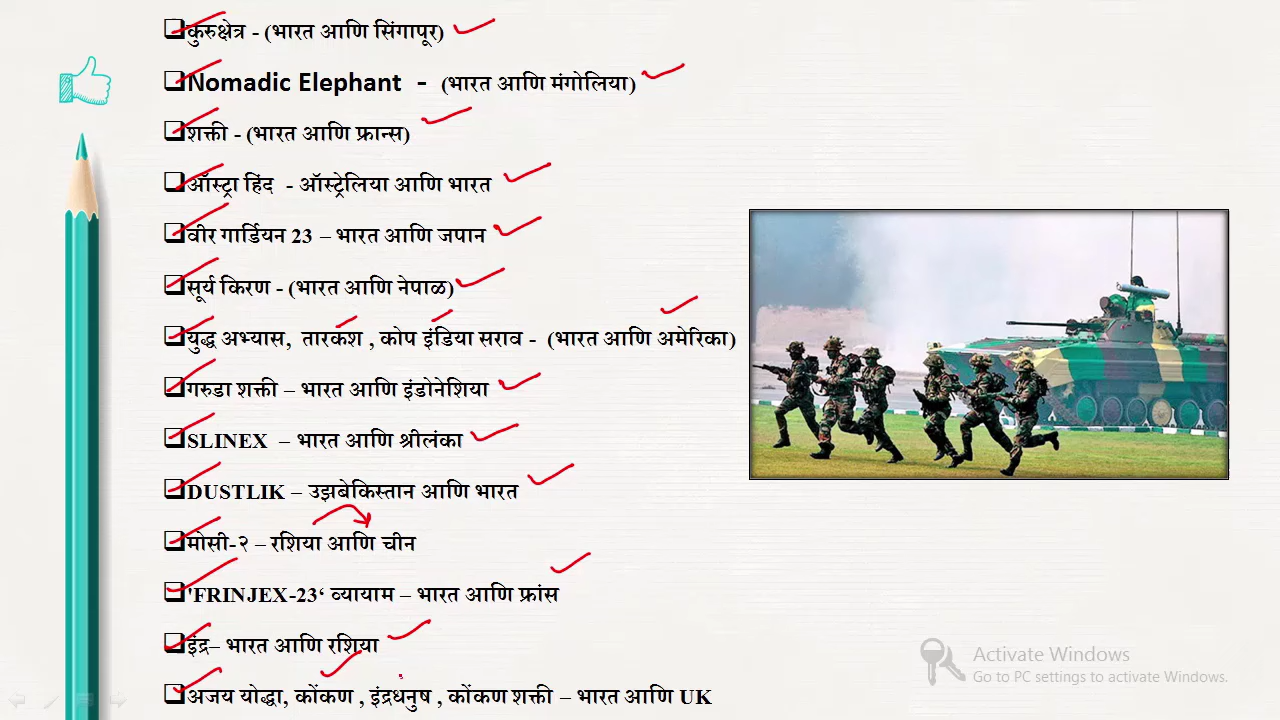 कुरुक्षेत्र - (भारत आणि सिंगापूर)
Nomadic Elephant - (भारत आणि मंगोलिया)
शक्ती - (भारत आणि फ्रान्स)
ऑस्ट्रा हिंद - ऑस्ट्रेलिया आणि भारत
वीर गार्डियन 23 – भारत आणि जपान
सूर्य किरण - (भारत आणि नेपाळ)
युद्ध अभ्यास, तारकश , कोप इंडिया सराव - (भारत आणि अमेरिका)
गरुडा शक्ती – भारत आणि इंडोनेशिया
SLINEX – भारत आणि श्रीलंका
DUSTLIK – उझबेकिस्तान आणि भारत
मोसी-२ – रशिया आणि चीन
'FRINJEX-23‘ व्यायाम – भारत आणि फ्रांस
इंद्र– भारत आणि रशिया
अजय योद्धा, कोंकण , इंद्रधनुष , कोंकण शक्ती – भारत आणि UK
Activate Windows
Go to PC settings to activate Windows.